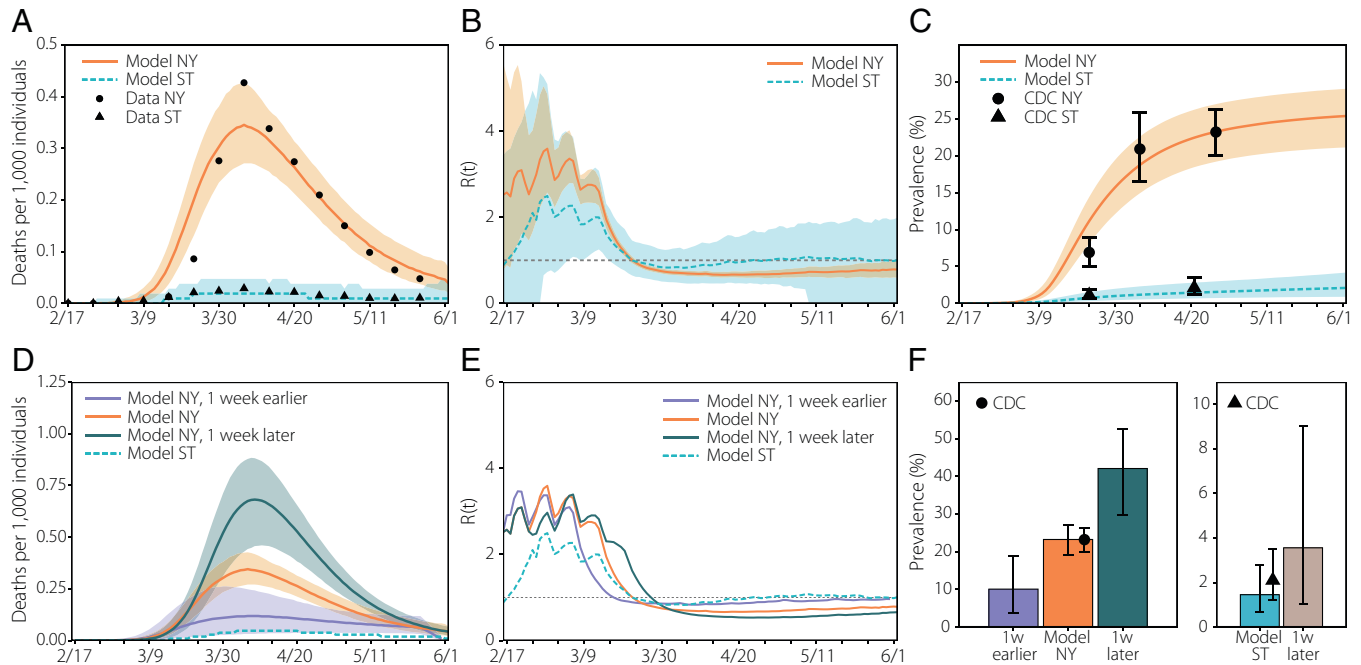 A
Deaths per 1,000 individuals
0.5
0.4
0.3
0.2
0.1
0.0
Model NY
Model ST
Data NY
Data ST
2/17 3/9 3/30 4/20 5/11 6/1
B
R(t)
6
4
2
0
Model NY
Model ST
2/17 3/9 3/30 4/20 5/11 6/1
C
Prevalence (%)
30
25
20
15
10
5
0
Model NY
Model ST
CDC NY
CDC ST
2/17 3/9 3/30 4/20 5/11 6/1
D
Deaths per 1,000 individuals
1.25
1.00
0.75
0.50
0.25
0.00
Model NY, 1 week earlier
Model NY
Model NY, 1 week later
Model ST
2/17 3/9 3/30 4/20 5/11 6/1
E
R(t)
6
4
2
0
Model NY, 1 week earlier
Model NY
Model NY, 1 week later
Model ST
2/17 3/9 3/30 4/20 5/11 6/1
F
Prevalence (%)
60
50
40
30
20
10
0
CDC
1w
earlier
Model
NY
1w
later
10
8
6
4
2
0
CDC
Model
ST
1w
later